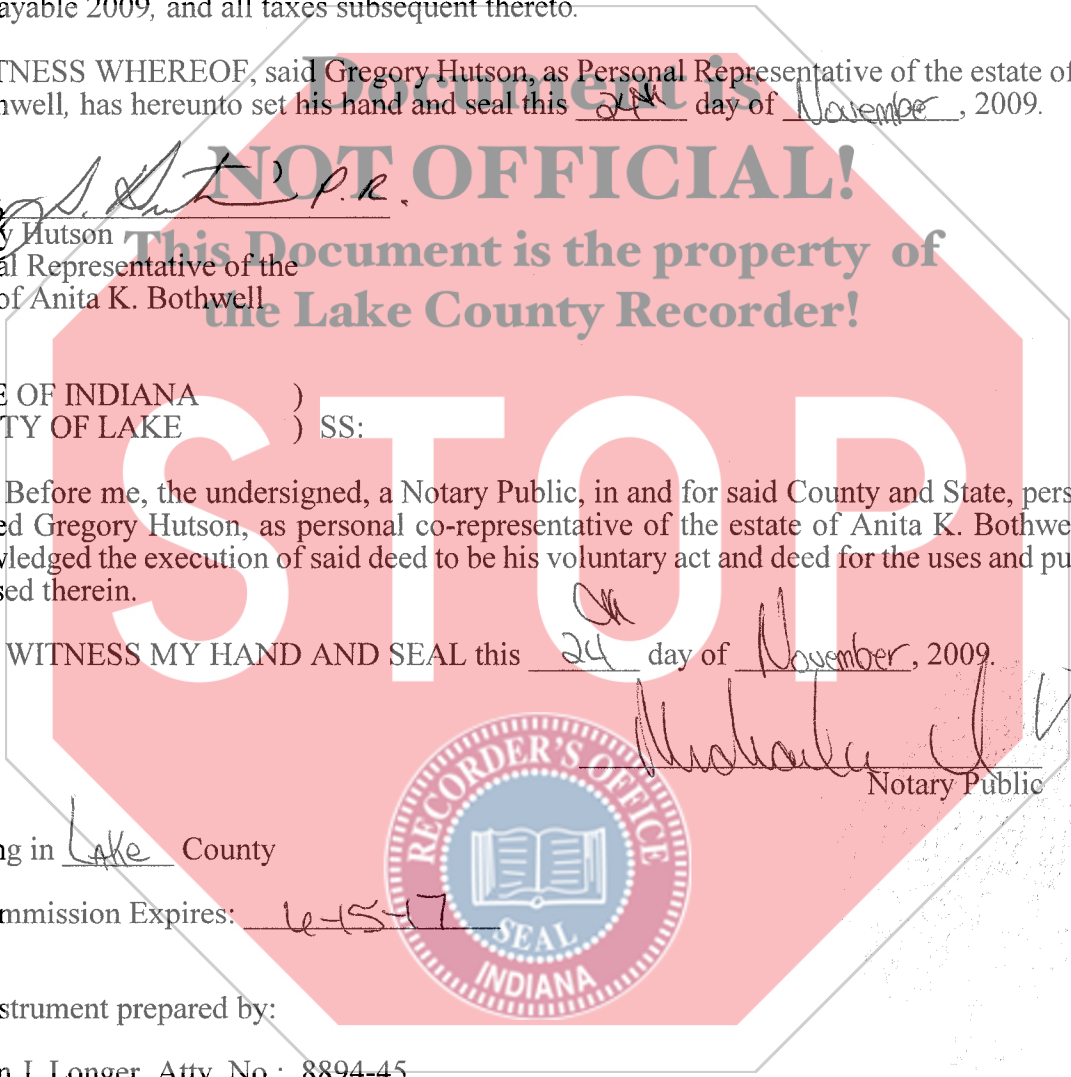 ayable 2009, and all taxes subsequent thereto.
TNESS WHEREOF, said Gregory Hutson, as Personal Representative of the estate of
nwell, has hereunto set his hand and seal this 24th day of November, 2009.
Document is
NOT OFFICIAL!
This Document is the property of
the Lake County Recorder!
STOP
S. P.R.
y Hutson
al Representative of the
of Anita K. Bothwell
E OF INDIANA )
TY OF LAKE ) SS:
Before me, the undersigned, a Notary Public, in and for said County and State, pers
ed Gregory Hutson, as personal co-representative of the estate of Anita K. Bothwe
vledged the execution of said deed to be his voluntary act and deed for the uses and pu
sed therein.
WITNESS MY HAND AND SEAL this 24th day of November, 2009.
Notary Public
RECORDER'S OFFICE
SEAL
INDIANA
ng in Lake County
mmission Expires: 6-15-17
strument prepared by:
n J. Longer, Atty. No.: 8894-45